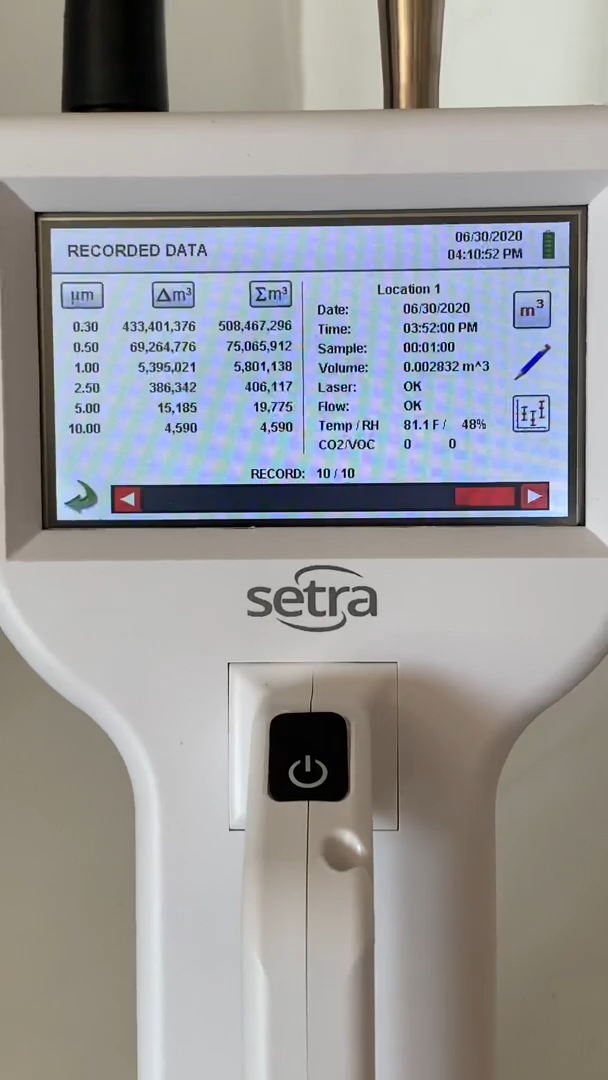 RECORDED DATA
06/30/2020
04:10:52 PM
µm Δm³ Σm³
0.30 433,401,376 508,467,296
0.50 69,264,776 75,065,912
1.00 5,395,021 5,801,138
2.50 386,342 406,117
5.00 15,185 19,775
10.00 4,590 4,590
Location 1
Date: 06/30/2020
Time: 03:52:00 PM
Sample: 00:01:00
Volume: 0.002832 m^3
Laser: OK
Flow: OK
Temp / RH 81.1 F / 48%
CO2/VOC 0 0
m³
RECORD: 10 / 10
setra